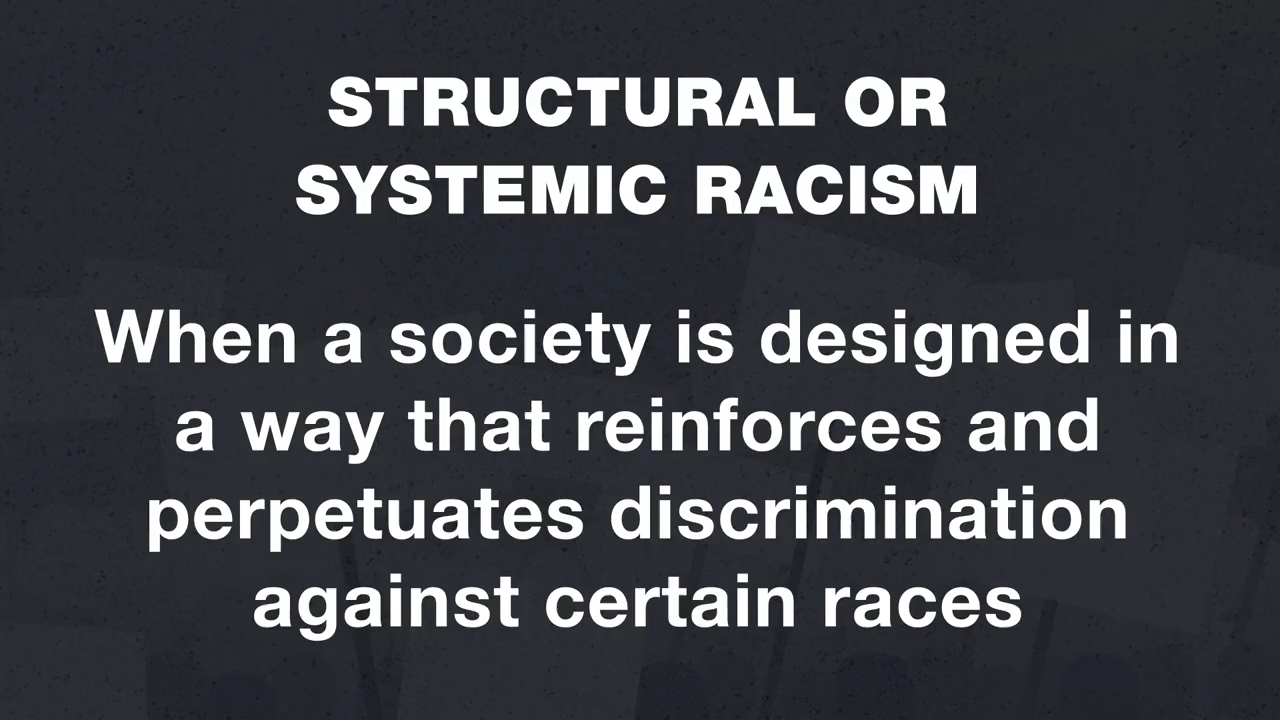 STRUCTURAL OR
SYSTEMIC RACISM
When a society is designed in
a way that reinforces and
perpetuates discrimination
against certain races